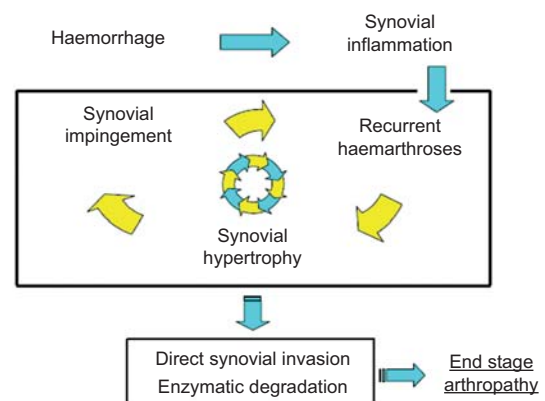 Haemorrhage
Synovial
inflammation
Synovial
impingement
Recurrent
haemarthroses
Synovial
hypertrophy
Direct synovial invasion
Enzymatic degradation
End stage
arthropathy